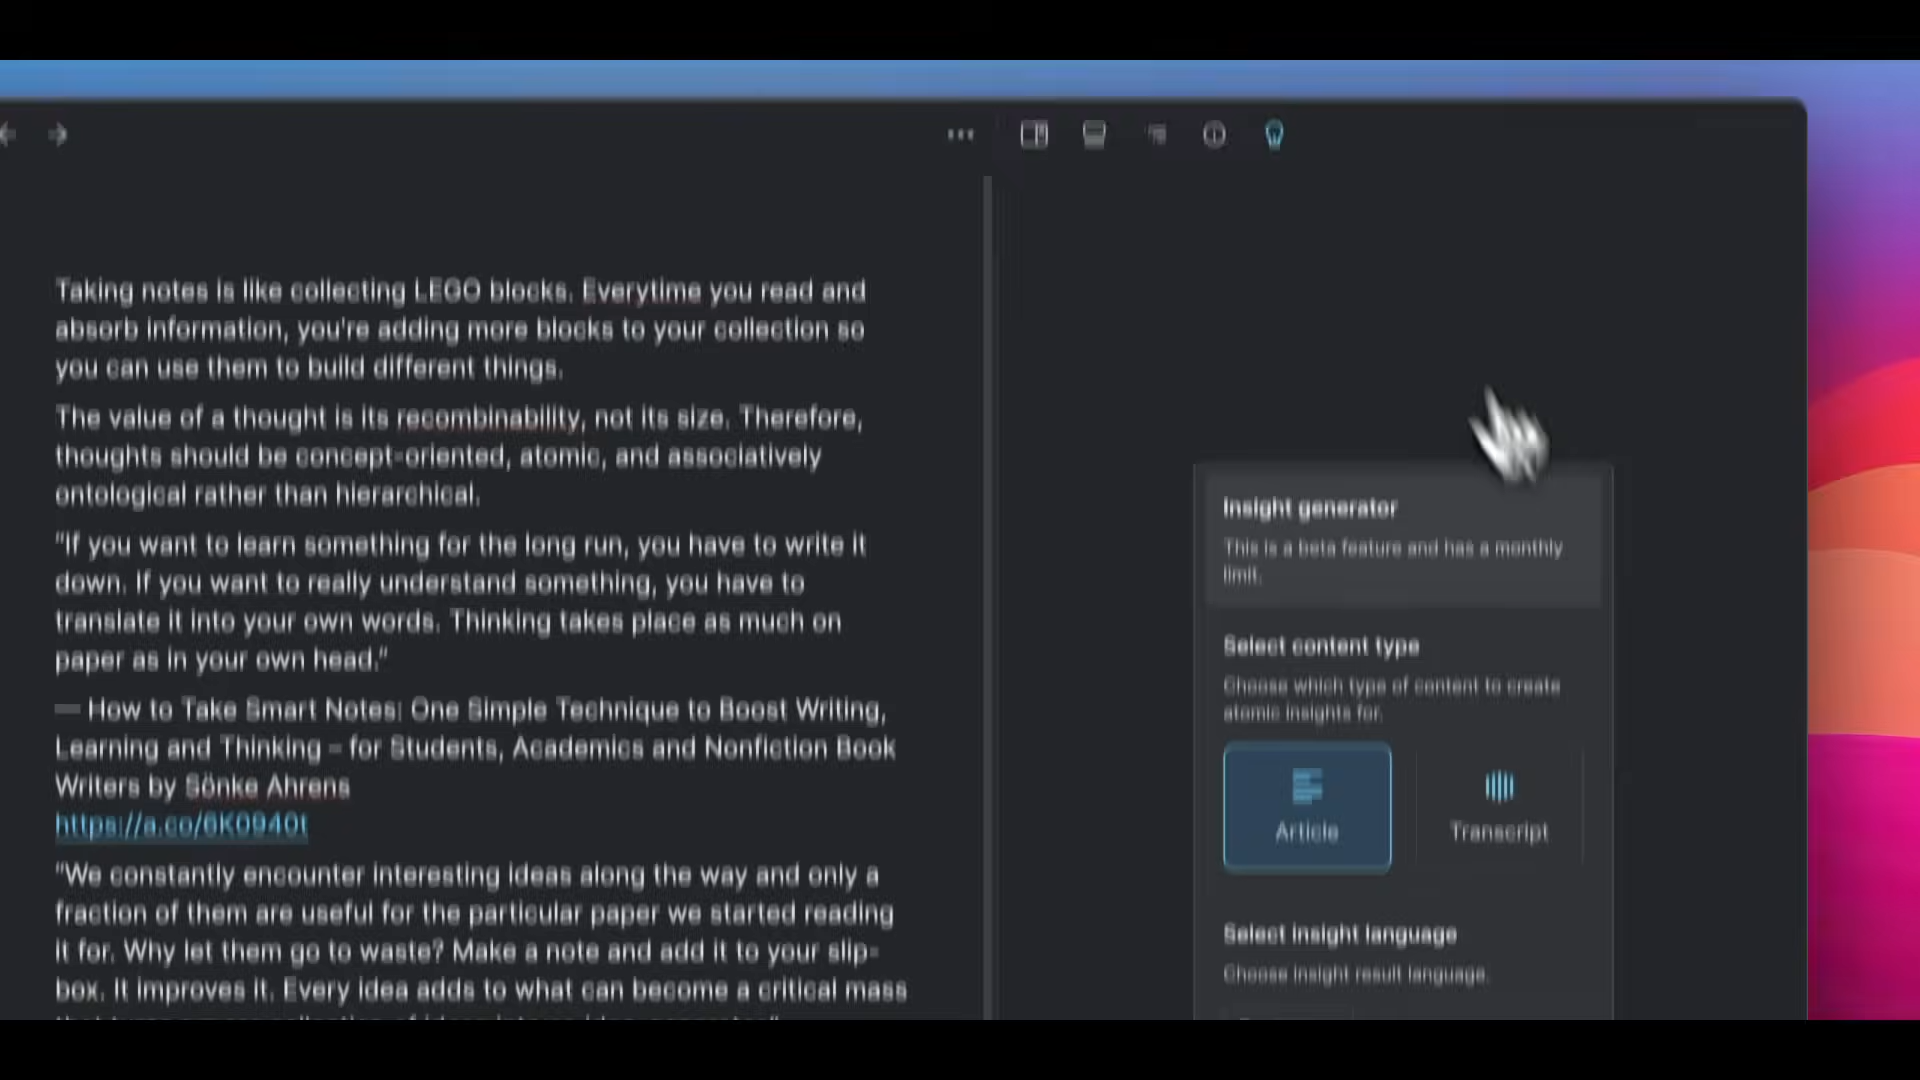 Taking notes is like collecting LEGO blocks. Everytime you read and
absorb information, you're adding more blocks to your collection so
you can use them to build different things.
The value of a thought is its recombinability, not its size. Therefore,
thoughts should be concept-oriented, atomic, and associatively
ontological rather than hierarchical.
"If you want to learn something for the long run, you have to write it
down. If you want to really understand something, you have to
translate it into your own words. Thinking takes place as much on
paper as in your own head."
— How to Take Smart Notes: One Simple Technique to Boost Writing,
Learning and Thinking – for Students, Academics and Nonfiction Book
Writers by Sönke Ahrens
https://a.co/6K0940t
"We constantly encounter interesting ideas along the way and only a
fraction of them are useful for the particular paper we started reading
it for. Why let them go to waste? Make a note and add it to your slip-
box. It improves it. Every idea adds to what can become a critical mass
Insight generator
This is a beta feature and has a monthly
limit.
Select content type
Choose which type of content to create
atomic insights for.
Article
Transcript
Select insight language
Choose insight result language.